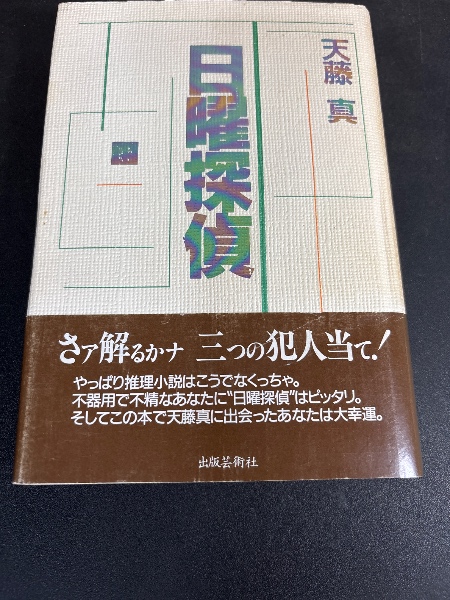 天藤 真
日曜探偵
さァ解るかナ 三つの犯人当て!
やっぱり推理小説はこうでなくっちゃ。
不器用で不精なあなたに"日曜探偵"はピッタリ。
そしてこの本で天藤真に出会ったあなたは大幸運。
出版芸術社